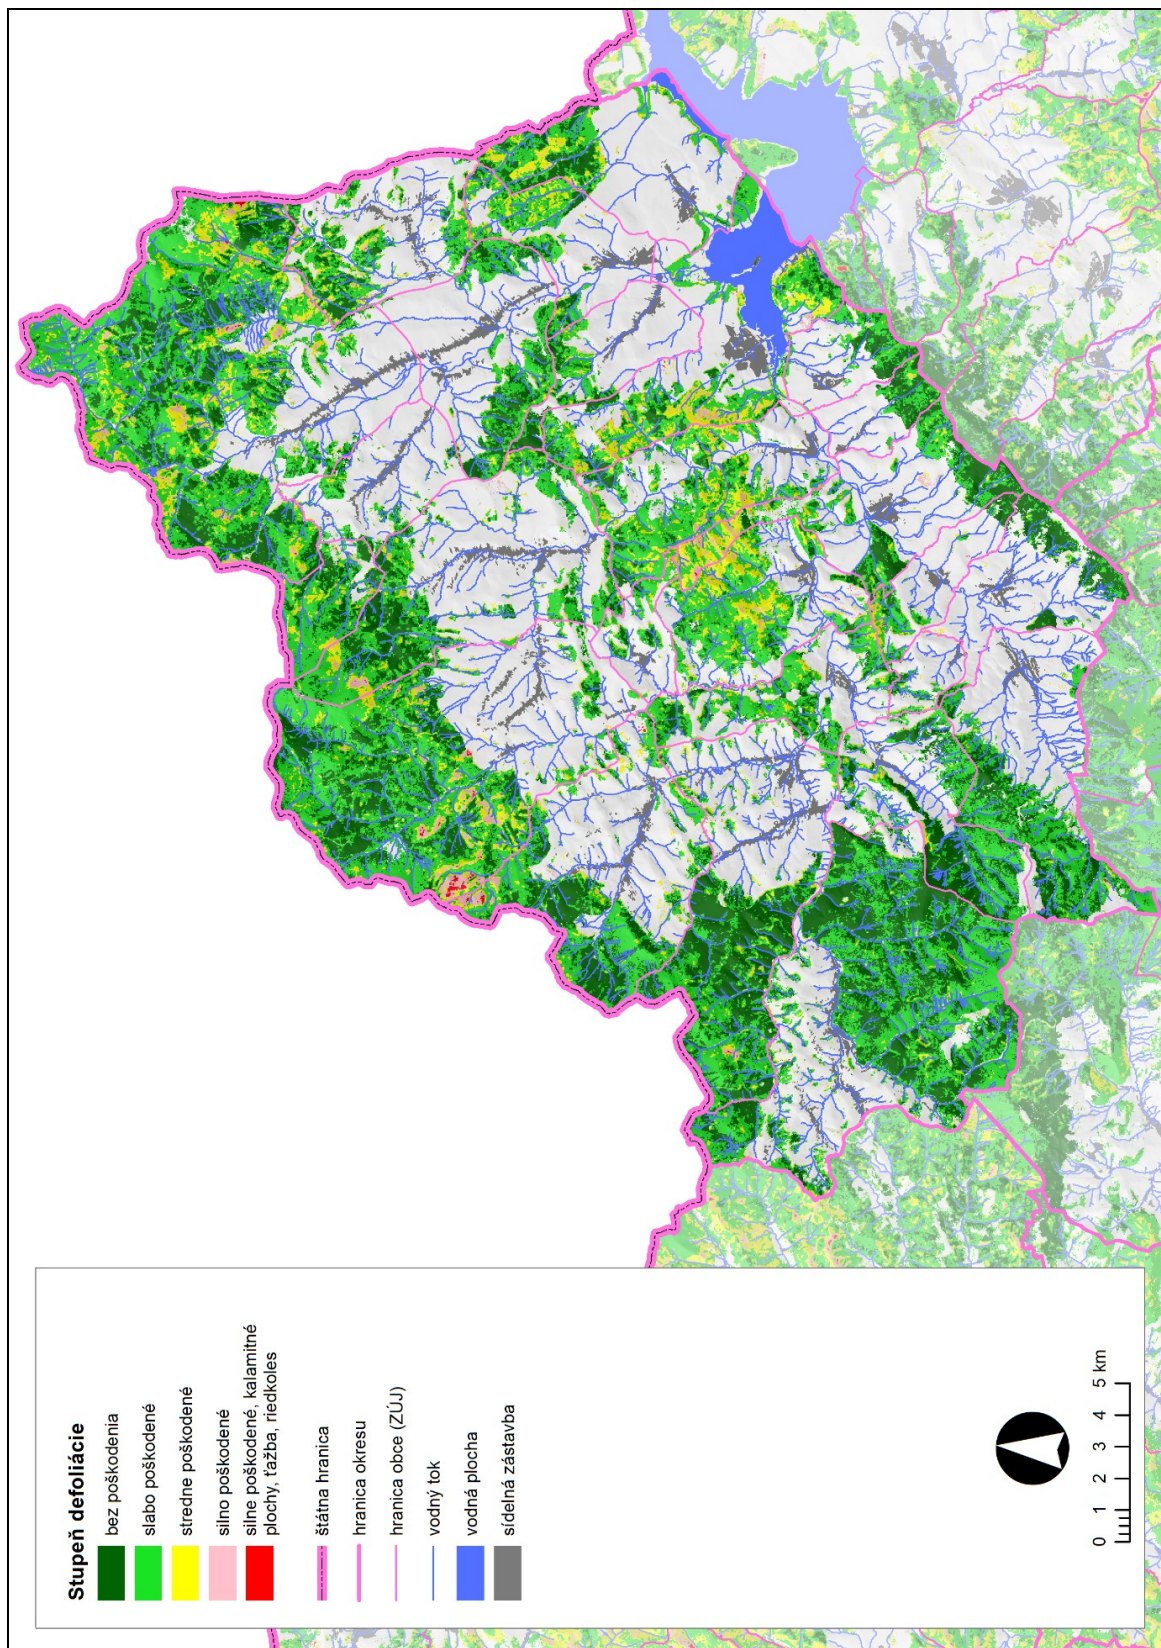 Stupeň defoliácie
bez poškodenia
slabo poškodené
stredne poškodené
silno poškodené
silne poškodené, kalamitné
plochy, ťažba, riedkoles
štátna hranica
hranica okresu
hranica obce (ZÚJ)
vodný tok
vodná plocha
sídelná zástavba
0 1 2 3 4 5 km